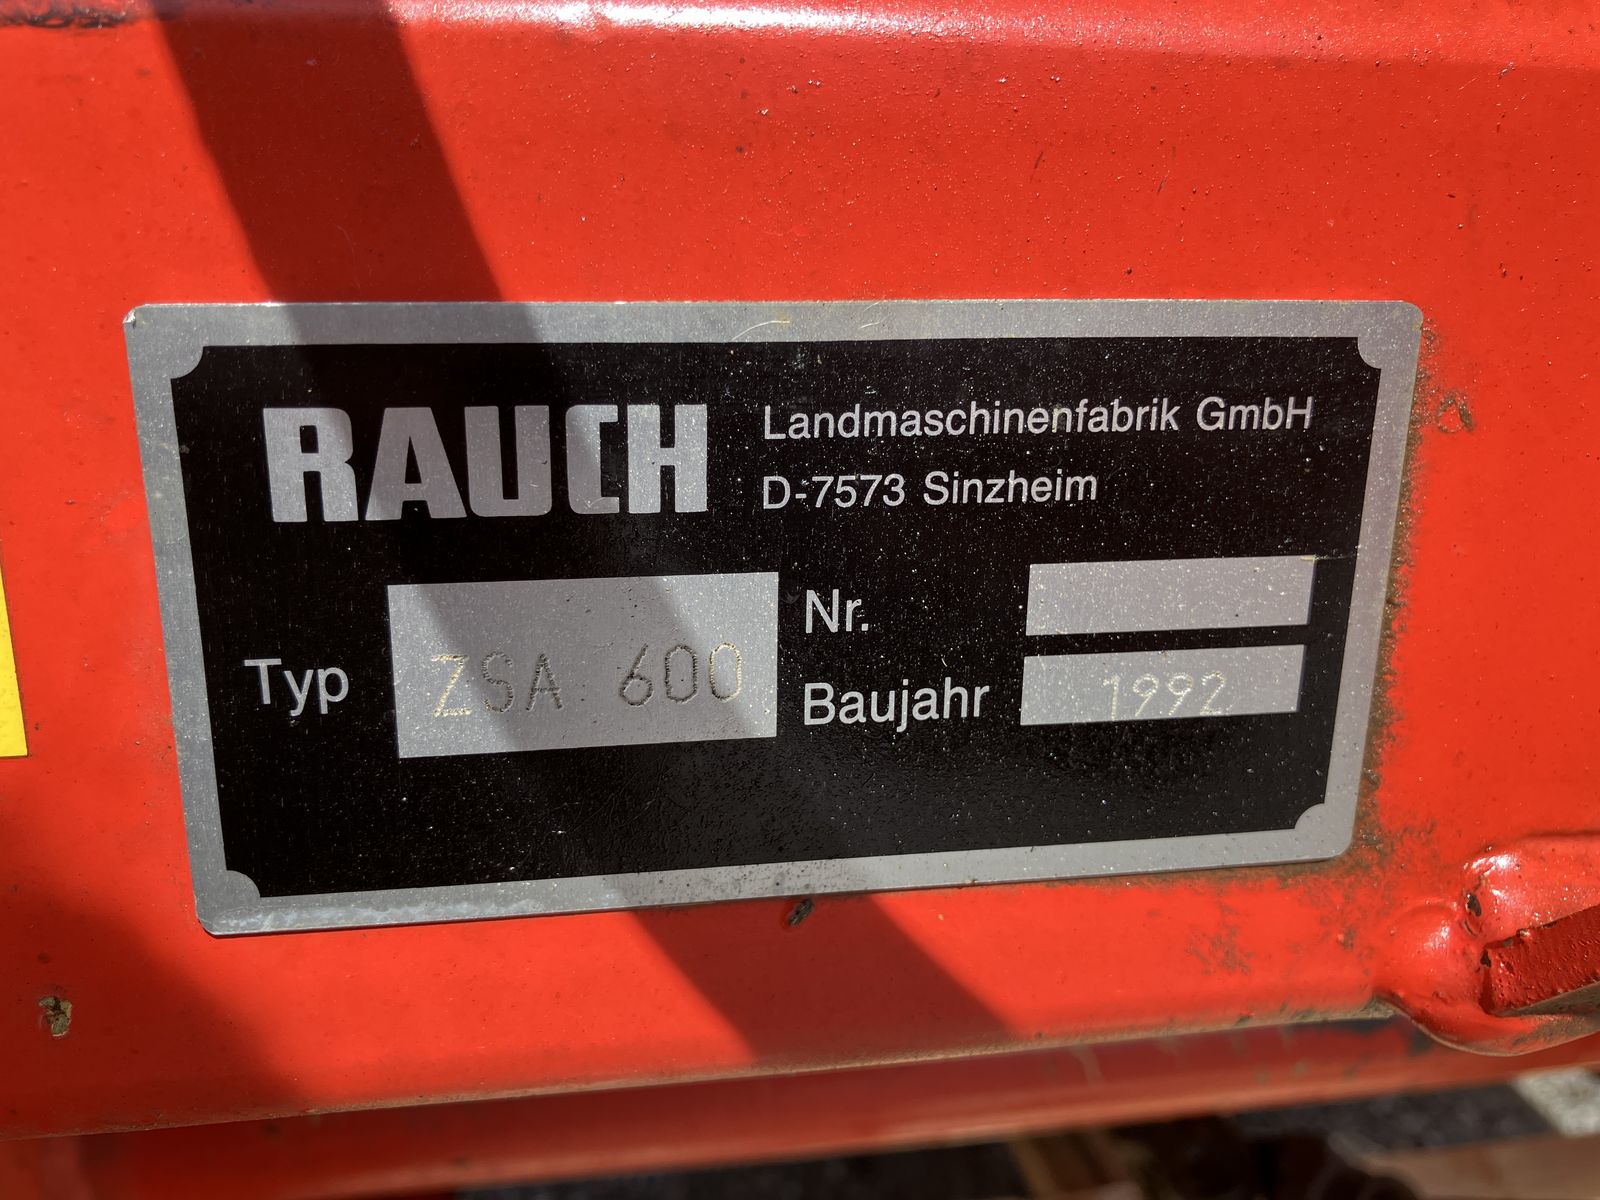 RAUCH
Landmaschinenfabrik GmbH
D-7573 Sinzheim
Typ ZSA 600
Nr.
Baujahr 1992